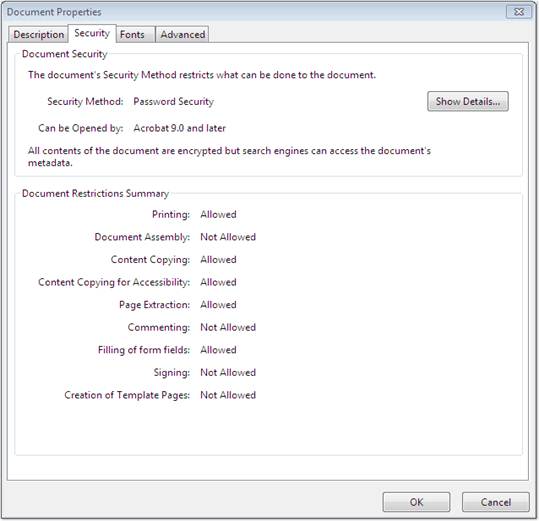 Document Properties
Description Security Fonts Advanced
Document Security
The document's Security Method restricts what can be done to the document.
Security Method: Password Security
Show Details...
Can be Opened by: Acrobat 9.0 and later
All contents of the document are encrypted but search engines can access the document's
metadata.
Document Restrictions Summary
Printing: Allowed
Document Assembly: Not Allowed
Content Copying: Allowed
Content Copying for Accessibility: Allowed
Page Extraction: Allowed
Commenting: Not Allowed
Filling of form fields: Allowed
Signing: Not Allowed
Creation of Template Pages: Not Allowed
OK Cancel